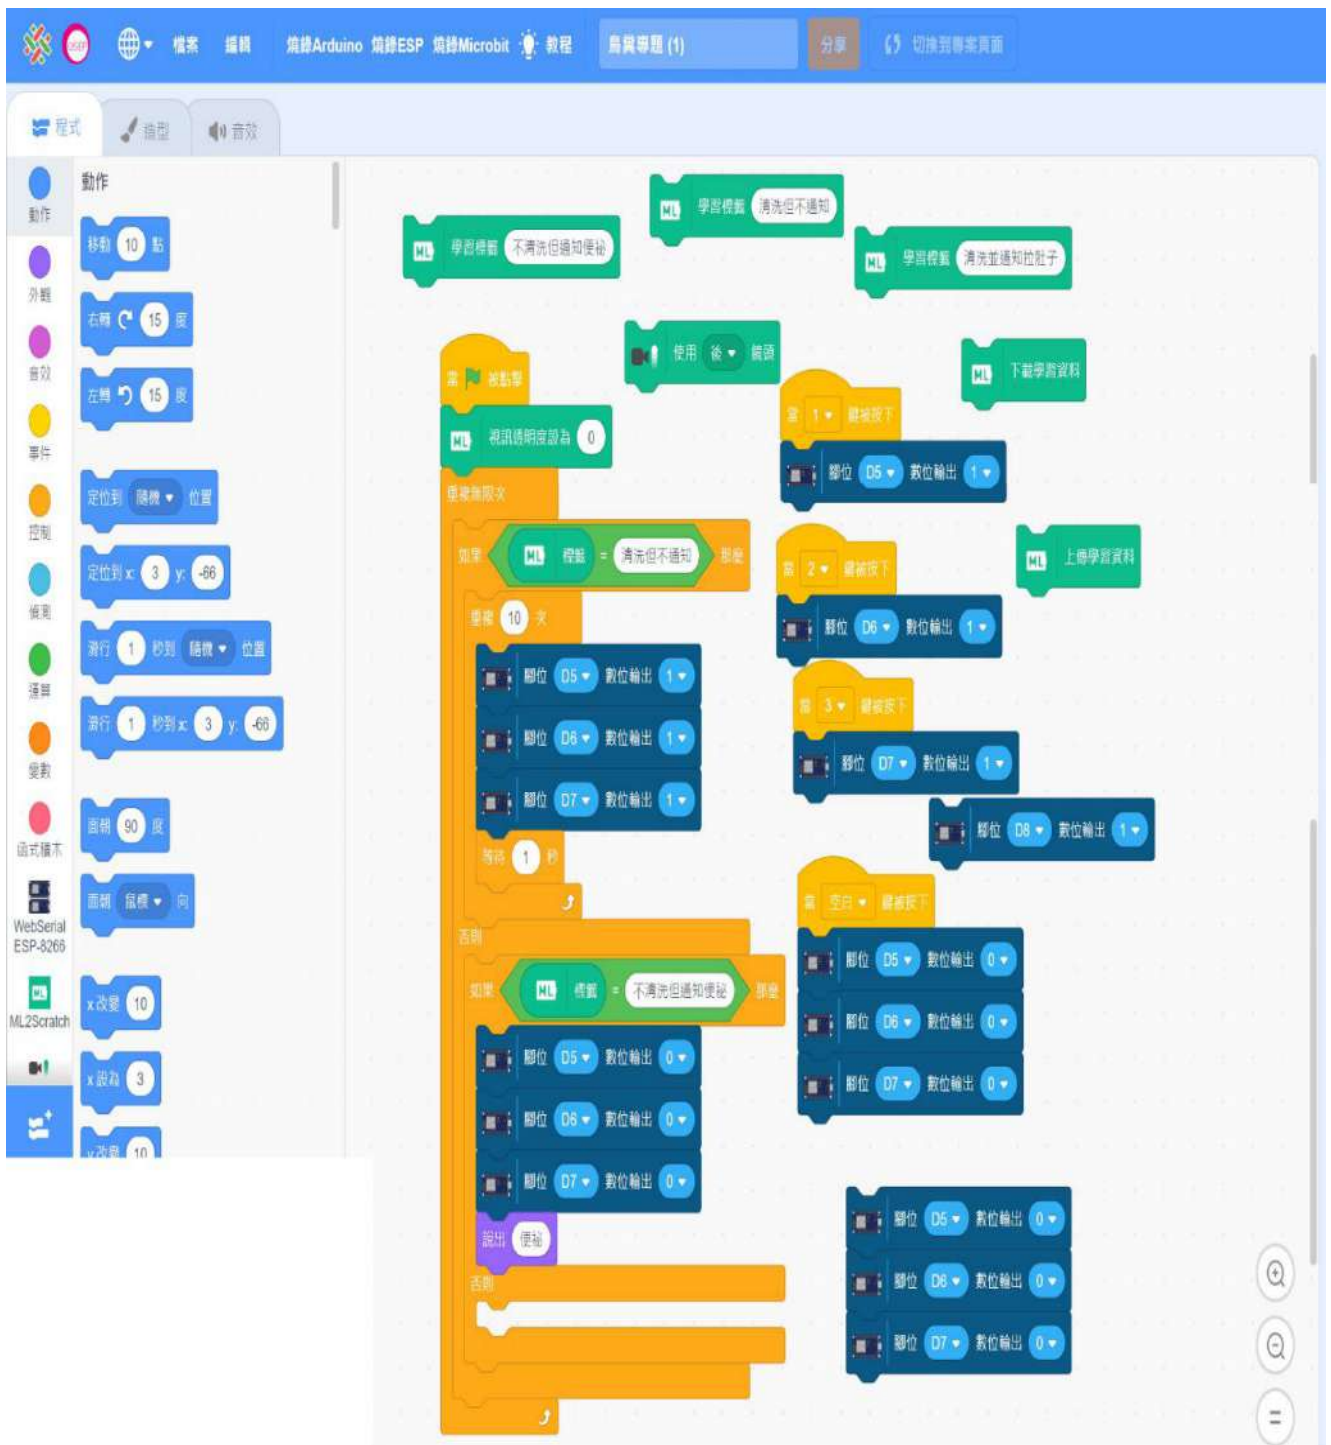 OSEP
檔案 編輯 燒錄Arduino 燒錄ESP 燒錄Microbit 教程 鳥糞專題 (1) 分享 切換到專案頁面
程式 造型 音效
動作
外觀
音效
事件
控制
偵測
運算
變數
函式積木
WebSerial
ESP-8266
ML
ML2Scratch
動作
移動 10 點
右轉 15 度
左轉 15 度
定位到 隨機 位置
定位到 x: 3 y: -66
滑行 1 秒到 隨機 位置
滑行 1 秒到 x: 3 y: -66
面朝 90 度
面朝 鼠標 向
x 改變 10
x 設為 3
y 改變 10
ML 學習標籤 不清洗但通知便祕
ML 學習標籤 清洗但不通知
ML 學習標籤 清洗並通知拉肚子
使用 後 鏡頭
ML 下載學習資料
ML 上傳學習資料
當 被點擊
ML 視訊透明度設為 0
重複無限次
如果 ML 標籤 = 清洗但不通知 那麼
重複 10 次
腳位 D5 數位輸出 1
腳位 D6 數位輸出 1
腳位 D7 數位輸出 1
等待 1 秒
否則
如果 ML 標籤 = 不清洗但通知便祕 那麼
腳位 D5 數位輸出 0
腳位 D6 數位輸出 0
腳位 D7 數位輸出 0
說出 便祕
否則
當 1 鍵被按下
腳位 D5 數位輸出 1
當 2 鍵被按下
腳位 D6 數位輸出 1
當 3 鍵被按下
腳位 D7 數位輸出 1
腳位 D8 數位輸出 1
當 空白 鍵被按下
腳位 D5 數位輸出 0
腳位 D6 數位輸出 0
腳位 D7 數位輸出 0
腳位 D5 數位輸出 0
腳位 D6 數位輸出 0
腳位 D7 數位輸出 0